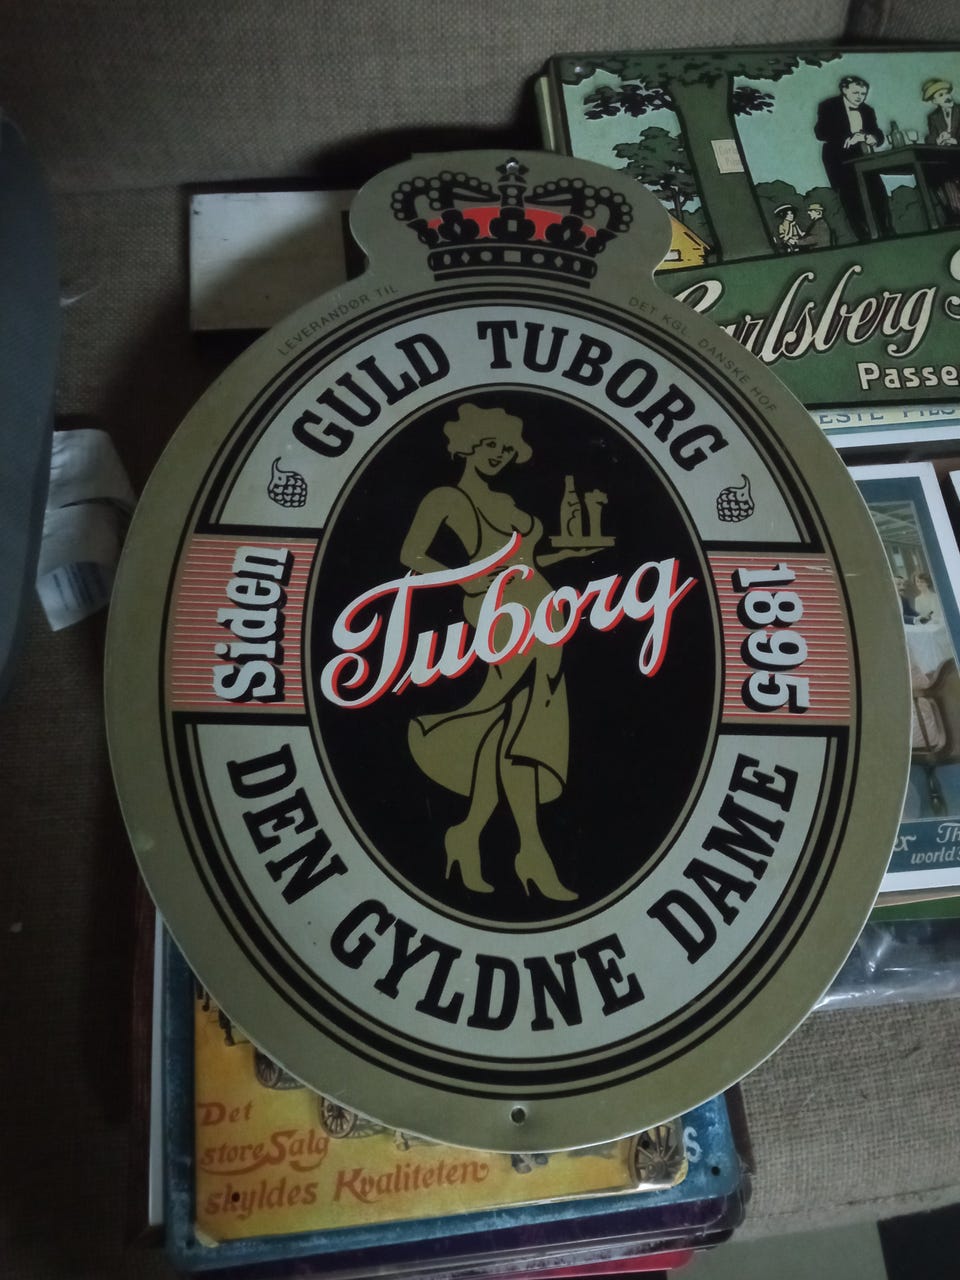 LEVERANDØR TIL DET KGL. DANSKE HOF
GULD TUBORG
Siden
1895
Tuborg
DEN GYLDNE DAME
Carlsberg
Det
store Salg
skyldes Kvaliteten
S